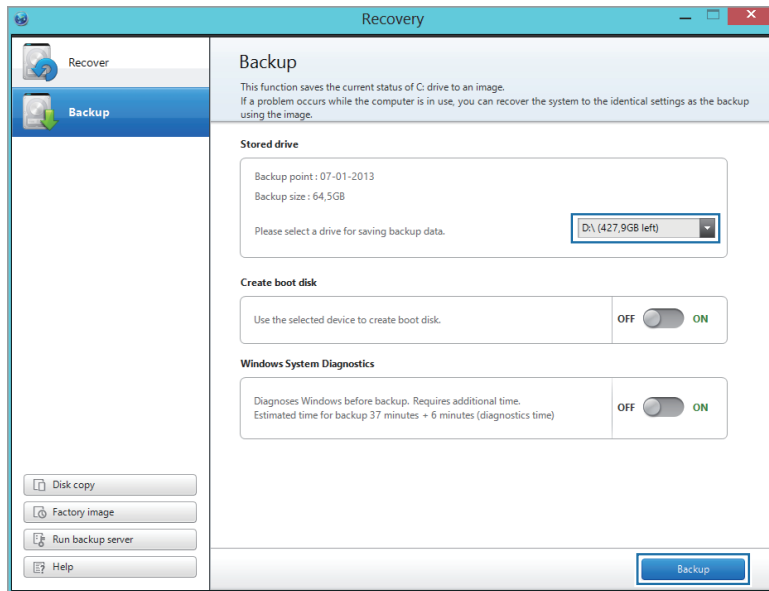 Recovery
Recover
Backup
Backup
This function saves the current status of C: drive to an image.
If a problem occurs while the computer is in use, you can recover the system to the identical settings as the backup
using the image.
Stored drive
Backup point : 07-01-2013
Backup size : 64,5GB
Please select a drive for saving backup data.
D:\ (427,9GB left)
Create boot disk
Use the selected device to create boot disk.
OFF ON
Windows System Diagnostics
Diagnoses Windows before backup. Requires additional time.
Estimated time for backup 37 minutes + 6 minutes (diagnostics time)
OFF ON
Disk copy
Factory image
Run backup server
Help
Backup